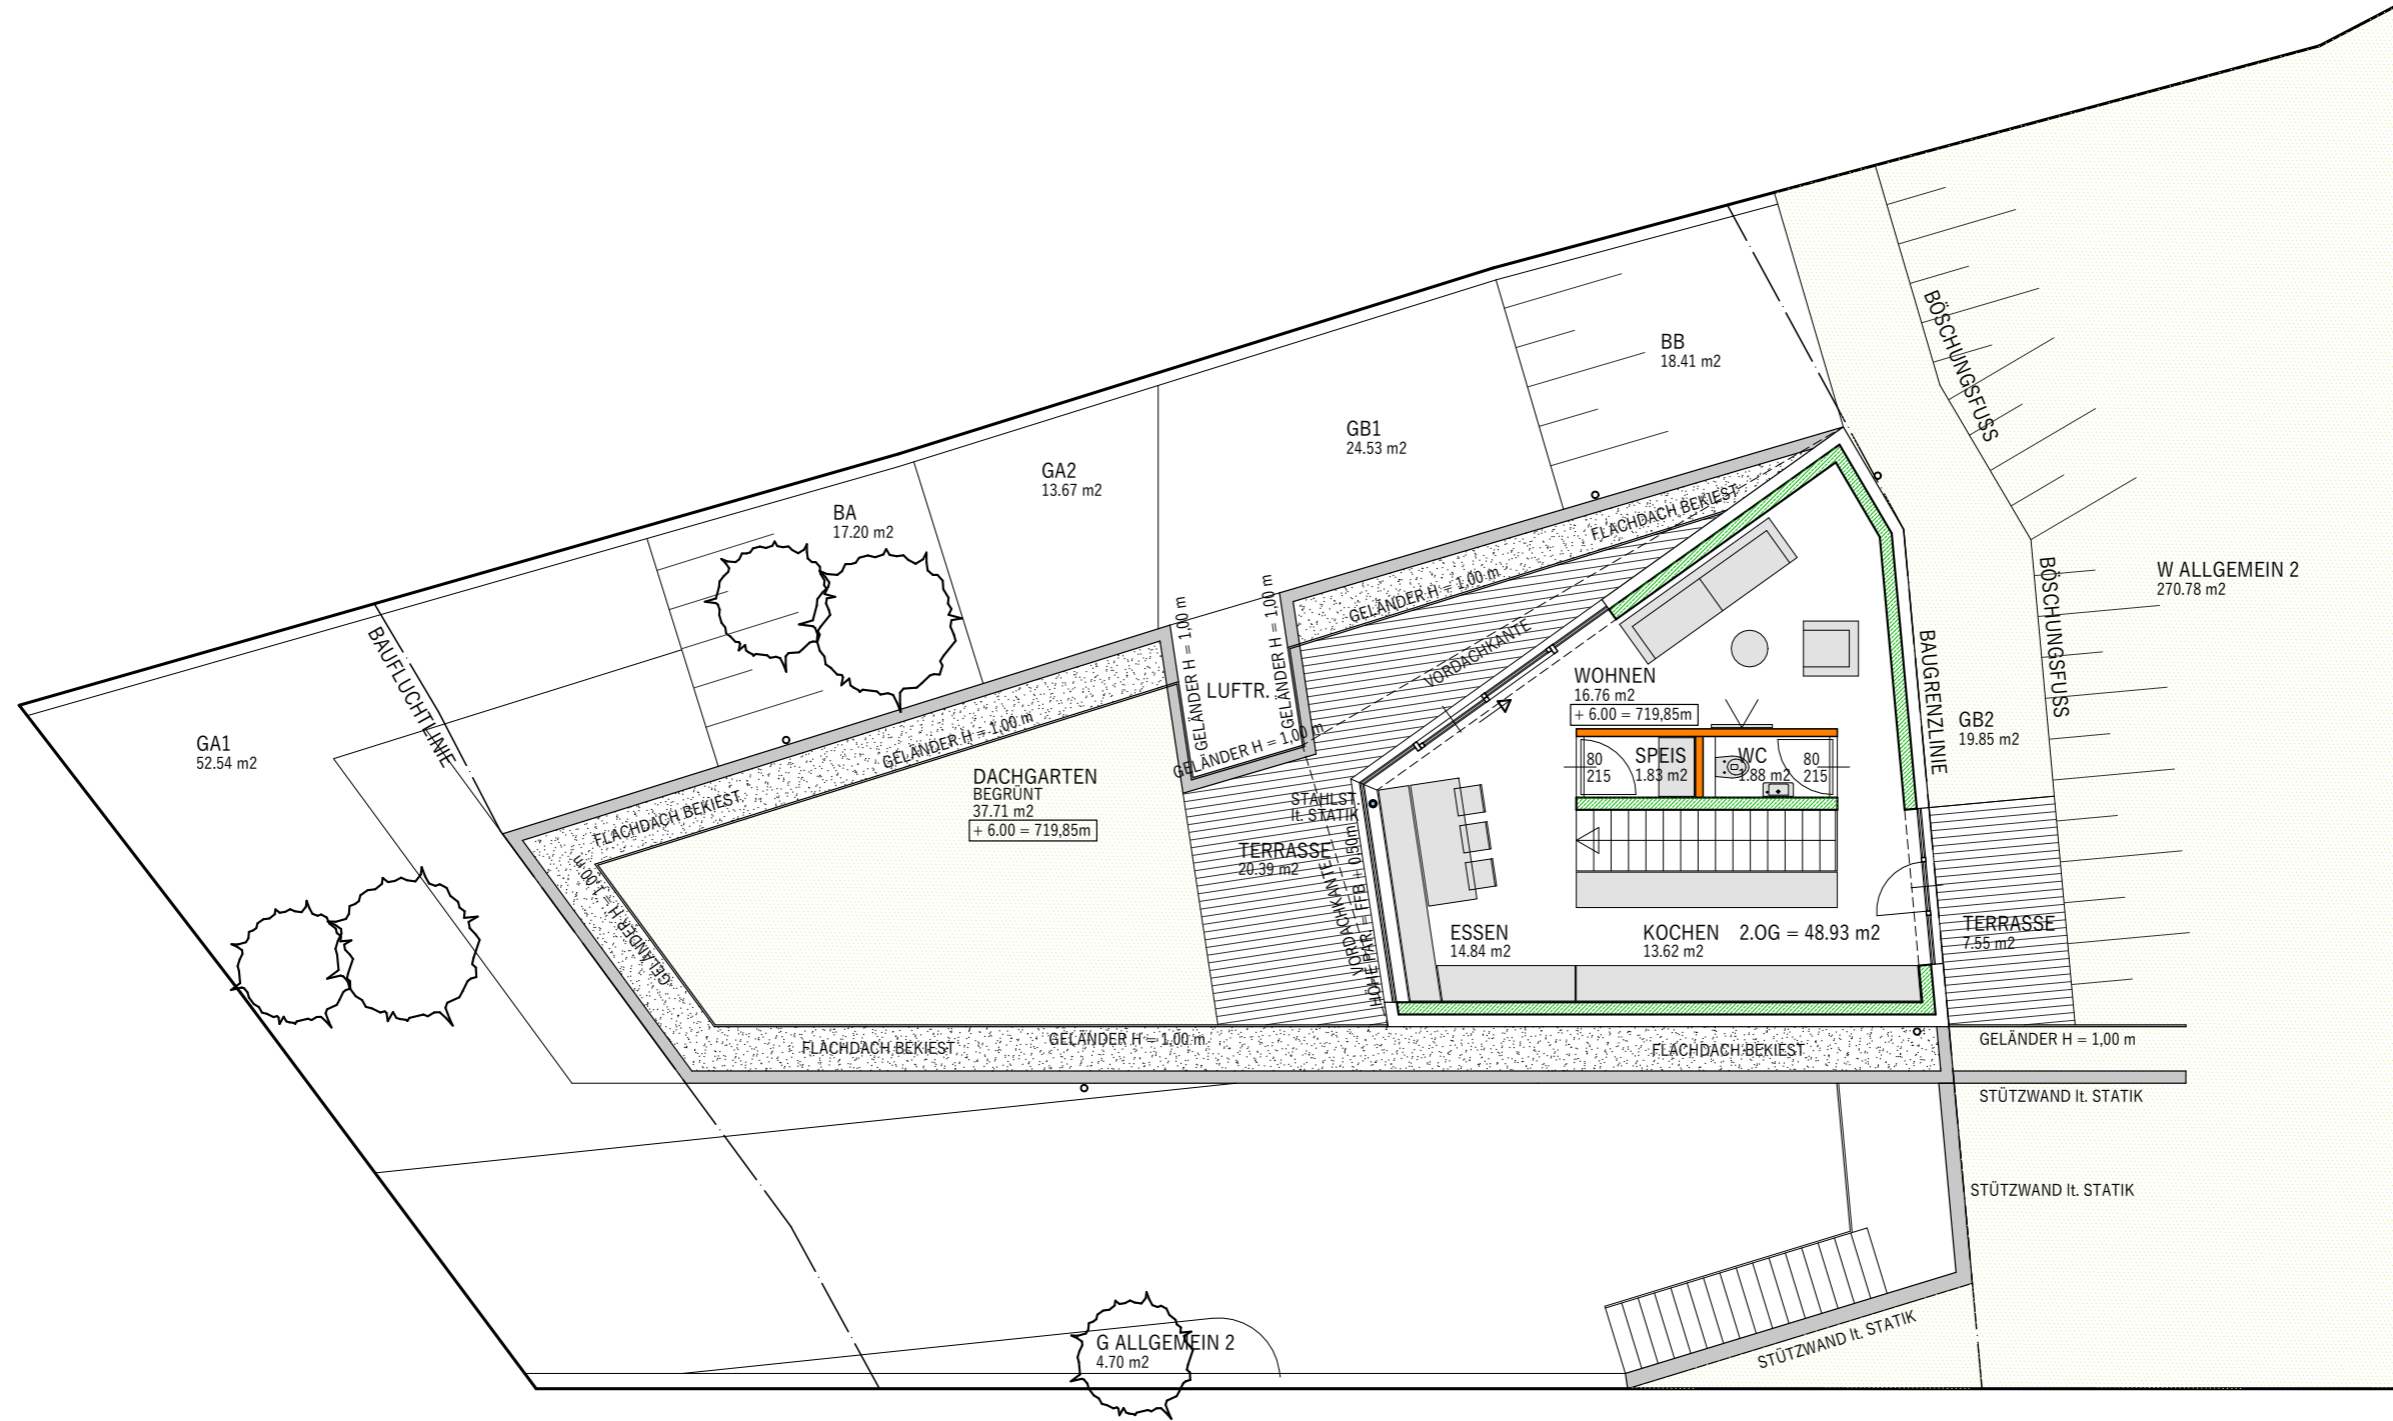 BÖSCHUNGSFUSS
BB
18.41 m2
GB1
24.53 m2
GA2
13.67 m2
BA
17.20 m2
FLACHDACH BEKIEST
GELÄNDER H = 1,00 m
GELÄNDER H = 1,00 m
GELÄNDER H = 1,00 m
BÖSCHUNGSFUSS
W ALLGEMEIN 2
270.78 m2
BAUFLUCHTLINIE
VORDACHKANTE
BAUGRENZLINIE
LUFTR.
WOHNEN
16.76 m2
+ 6.00 = 719,85m
GB2
19.85 m2
GA1
52.54 m2
GELÄNDER H = 1,00 m
GELÄNDER H = 1,00 m
80
215
SPEIS
1.83 m2
WC
1.88 m2
80
215
DACHGARTEN
BEGRÜNT
37.71 m2
+ 6.00 = 719,85m
FLACHDACH BEKIEST
STAHLST.
lt. STATIK
TERRASSE
20.39 m2
VORDACHKANTE
HÖHE PAR. = FFB + 0.50m
GELÄNDER H = 1,00 m
ESSEN
14.84 m2
KOCHEN
13.62 m2
2.OG = 48.93 m2
TERRASSE
7.55 m2
FLACHDACH BEKIEST
GELÄNDER H = 1,00 m
FLACHDACH BEKIEST
GELÄNDER H = 1,00 m
STÜTZWAND lt. STATIK
STÜTZWAND lt. STATIK
STÜTZWAND lt. STATIK
G ALLGEMEIN 2
4.70 m2